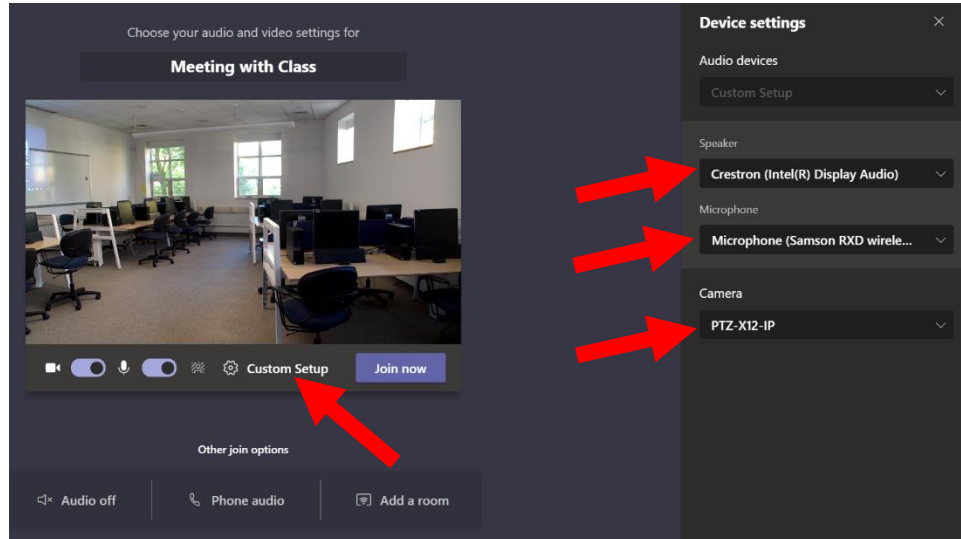 Choose your audio and video settings for
Meeting with Class
Custom Setup
Join now
Other join options
Audio off
Phone audio
Add a room
Device settings
Audio devices
Custom Setup
Speaker
Crestron (Intel(R) Display Audio)
Microphone
Microphone (Samson RXD wirele...
Camera
PTZ-X12-IP